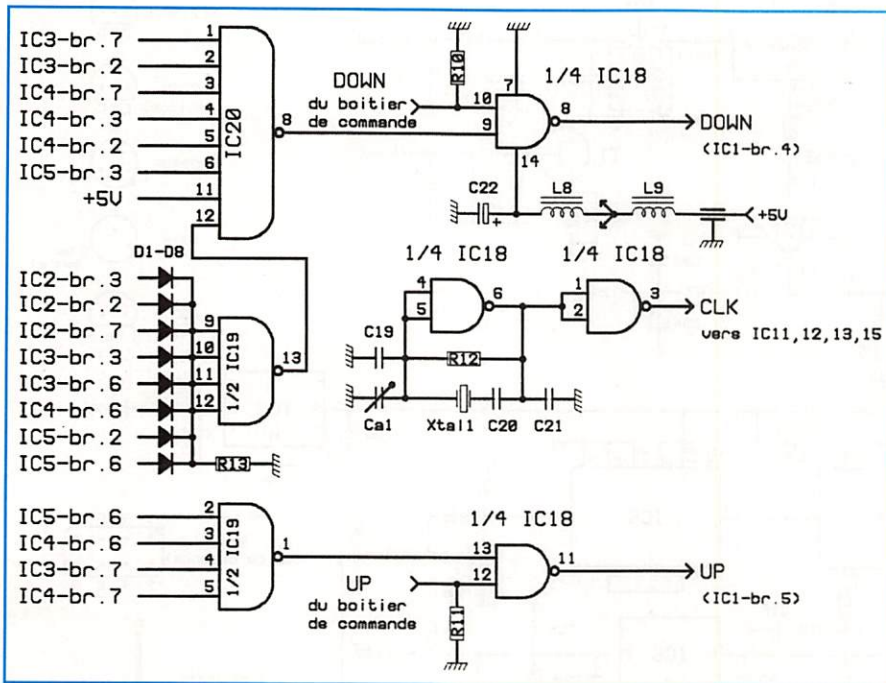 IC3-br.7
IC3-br.2
IC4-br.7
IC4-br.3
IC4-br.2
IC5-br.3
+5V
1
2
3
4
5
6
11
12
IC20
8
DOWN
du boitier
de commande
R10
7
10
9
14
8
1/4 IC18
DOWN
(IC1-br.4)
C22
+
L8
L9
+5V
D1-D8
IC2-br.3
IC2-br.2
IC2-br.7
IC3-br.3
IC3-br.6
IC4-br.6
IC5-br.2
IC5-br.6
9
10
11
12
1/2 IC19
13
R13
1/4 IC18
4
5
6
1/4 IC18
1
2
3
CLK
vers IC11,12,13,15
C19
R12
Ca1
Xtal1
C20
C21
IC5-br.6
IC4-br.6
IC3-br.7
IC4-br.7
2
3
4
5
1/2 IC19
1
UP
du boitier
de commande
R11
1/4 IC18
13
12
11
UP
(IC1-br.5)